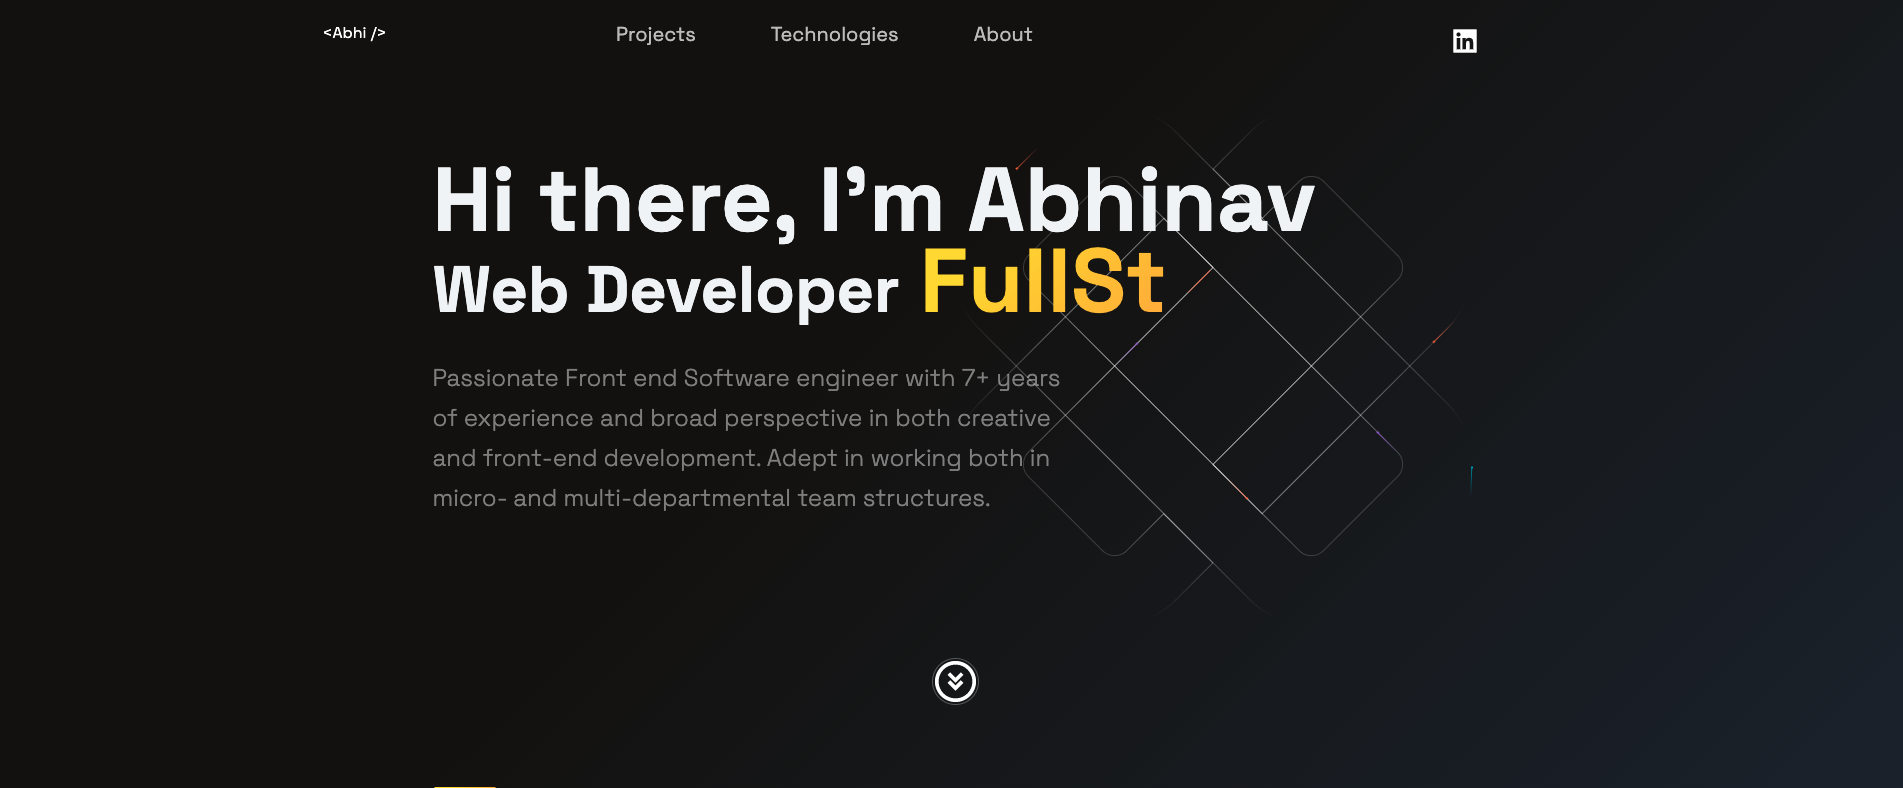 <Abhi />
Projects
Technologies
About
in
Hi there, I'm Abhinav
Web Developer FullSt
Passionate Front end Software engineer with 7+ years
of experience and broad perspective in both creative
and front-end development. Adept in working both in
micro- and multi-departmental team structures.